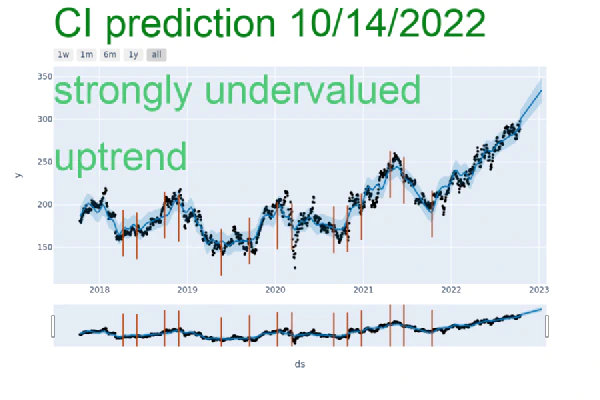 CI prediction 10/14/2022
1w 1m 6m 1y all
350
strongly undervalued
300
250
uptrend
200
150
y
2018 2019 2020 2021 2022 2023
ds